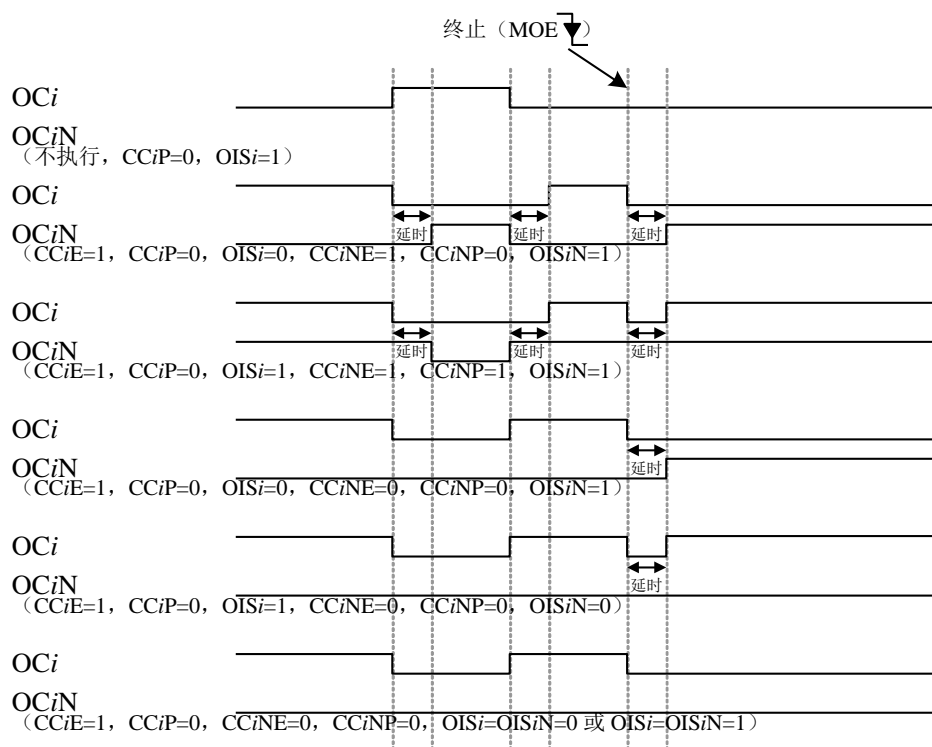 终止（MOE）
OCi
OCiN
（不执行，CCiP=0，OISi=1）
OCi
延时 延时 延时
OCiN
（CCiE=1，CCiP=0，OISi=0，CCiNE=1，CCiNP=0，OISiN=1）
OCi
延时 延时 延时
OCiN
（CCiE=1，CCiP=0，OISi=1，CCiNE=1，CCiNP=1，OISiN=1）
OCi
延时
OCiN
（CCiE=1，CCiP=0，OISi=0，CCiNE=0，CCiNP=0，OISiN=1）
OCi
延时
OCiN
（CCiE=1，CCiP=0，OISi=1，CCiNE=0，CCiNP=0，OISiN=0）
OCi
OCiN
（CCiE=1，CCiP=0，CCiNE=0，CCiNP=0，OISi=OISiN=0 或 OISi=OISiN=1）